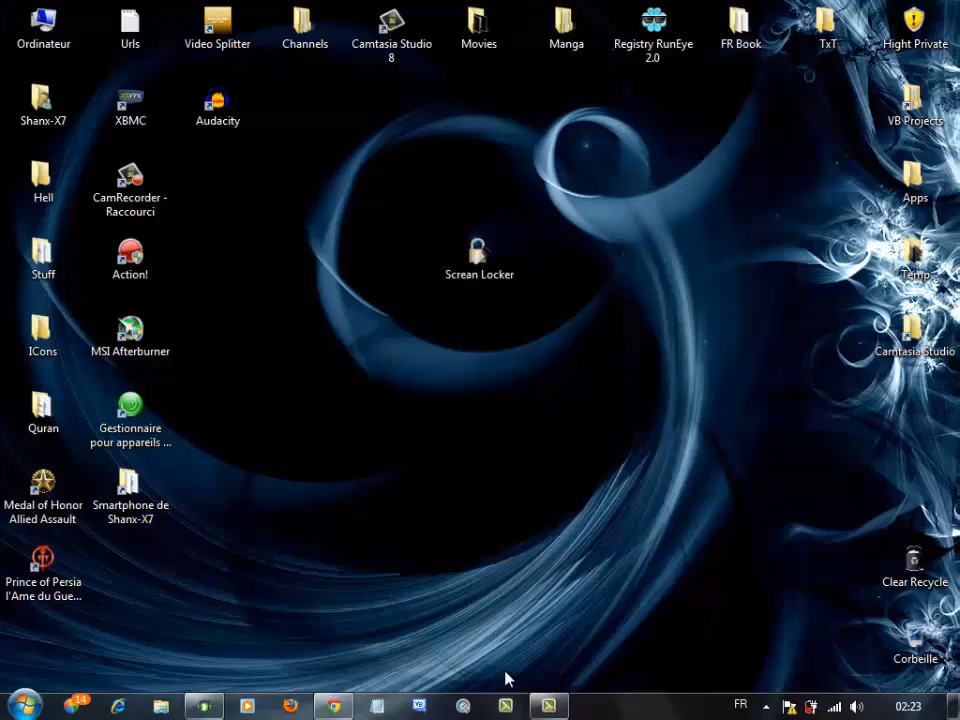 Ordinateur
Urls
Video Splitter
Channels
Camtasia Studio
8
Movies
Manga
Registry RunEye
2.0
FR Book
TxT
Hight Private
Shanx-X7
XBMC
Audacity
VB Projects
Hell
CamRecorder -
Raccourci
Apps
Stuff
Action!
Screan Locker
Temp
ICons
MSI Afterburner
Camtasia Studio
Quran
Gestionnaire
pour appareils ...
Medal of Honor
Allied Assault
Smartphone de
Shanx-X7
Prince of Persia
l'Ame du Gue...
Clear Recycle
Corbeille
14
FR
02:23